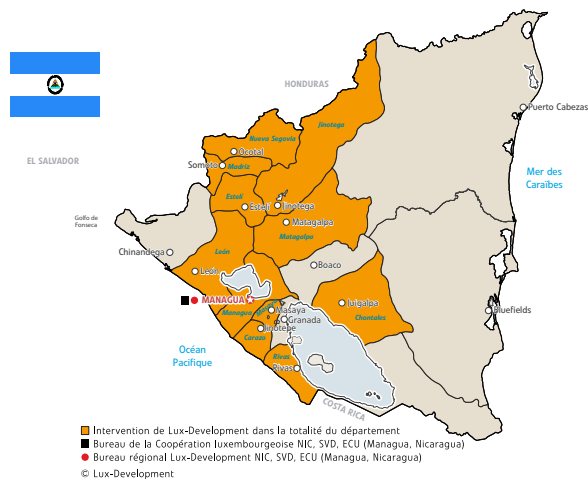 HONDURAS
Puerto Cabezas
Jinotega
Nueva Segovia
Ocotal
EL SALVADOR
Somoto
Madriz
Mer des
Caraïbes
Estelí
Estelí
Jinotega
Golfo de
Fonseca
Matagalpa
Matagalpa
Chinandega
León
Boaco
León
MANAGUA
Juigalpa
Bluefields
Managua
Masaya
Masaya
Granada
Chontales
Jinotepe
Carazo
Océan
Pacifique
Rivas
Rivas
COSTA RICA
Intervention de Lux-Development dans la totalité du département
Bureau de la Coopération luxembourgeoise NIC, SVD, ECU (Managua, Nicaragua)
Bureau régional Lux-Development NIC, SVD, ECU (Managua, Nicaragua)
© Lux-Development